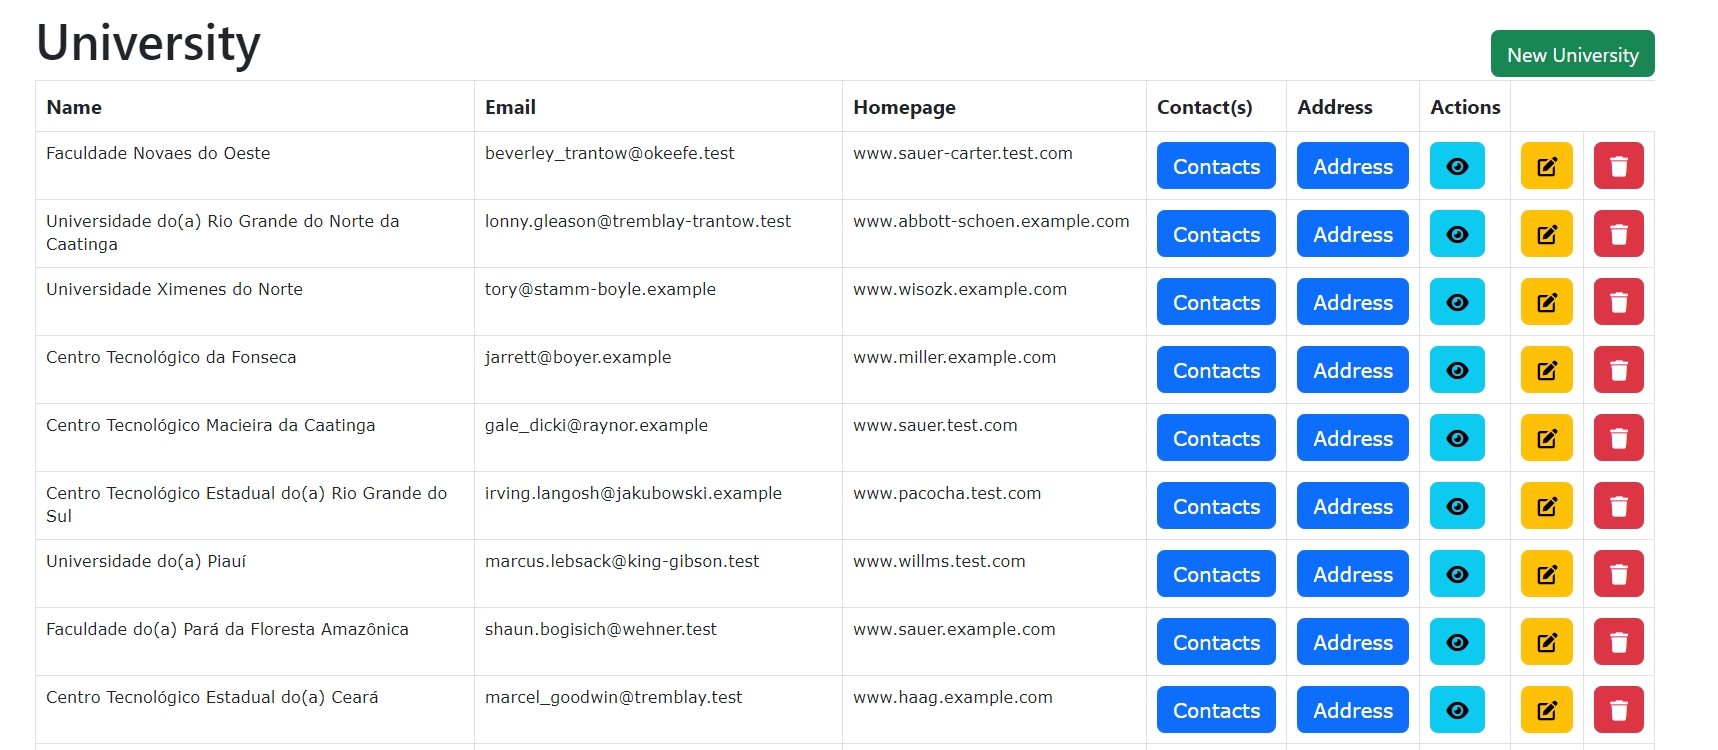 University
New University
Name Email Homepage Contact(s) Address Actions
Faculdade Novaes do Oeste beverley_trantow@okeefe.test www.sauer-carter.test.com Contacts Address
Universidade do(a) Rio Grande do Norte da lonny.gleason@tremblay-trantow.test www.abbott-schoen.example.com Contacts Address
Caatinga
Universidade Ximenes do Norte tory@stamm-boyle.example www.wisozk.example.com Contacts Address
Centro Tecnológico da Fonseca jarrett@boyer.example www.miller.example.com Contacts Address
Centro Tecnológico Macieira da Caatinga gale_dicki@raynor.example www.sauer.test.com Contacts Address
Centro Tecnológico Estadual do(a) Rio Grande do irving.langosh@jakubowski.example www.pacocha.test.com Contacts Address
Sul
Universidade do(a) Piauí marcus.lebsack@king-gibson.test www.willms.test.com Contacts Address
Faculdade do(a) Pará da Floresta Amazônica shaun.bogisich@wehner.test www.sauer.example.com Contacts Address
Centro Tecnológico Estadual do(a) Ceará marcel_goodwin@tremblay.test www.haag.example.com Contacts Address